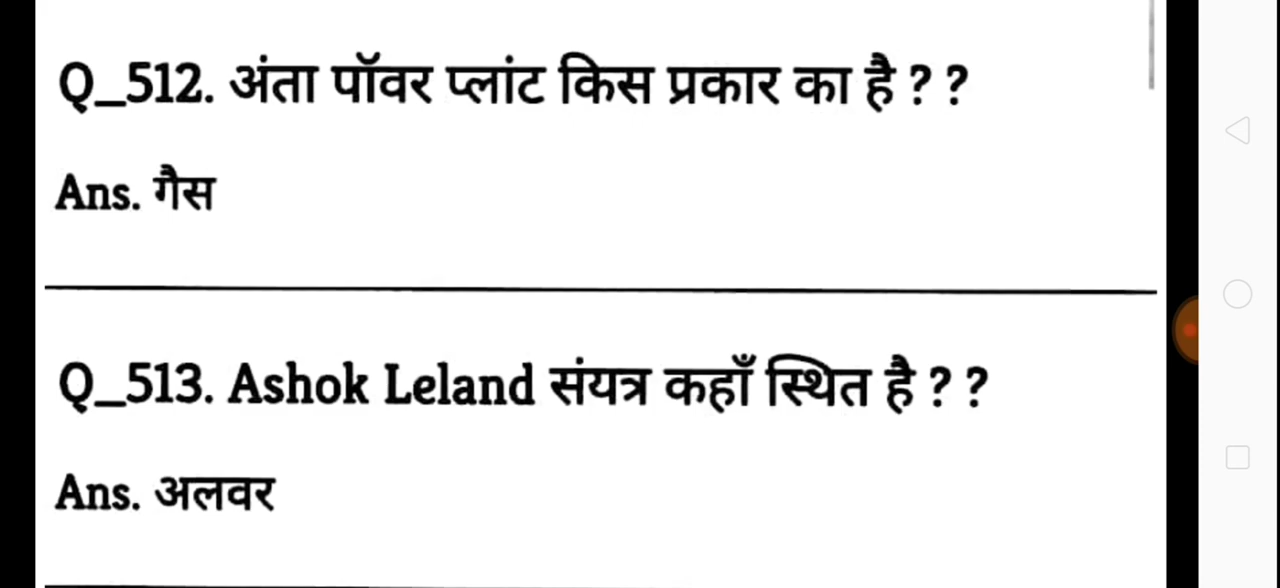 Q_512. अंता पॉवर प्लांट किस प्रकार का है ? ?
Ans. गैस
Q_513. Ashok Leland संयत्र कहाँ स्थित है ? ?
Ans. अलवर